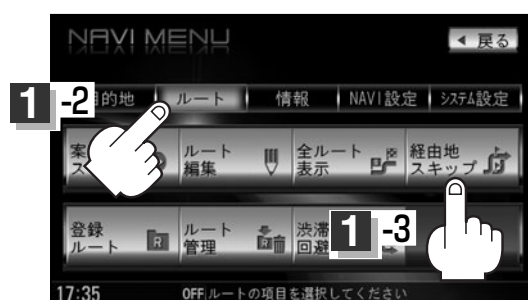 NAVI MENU
戻る
1 -2
的地 ルート 情報 NAVI設定 システム設定
案
ス
ルート
編集
全ルート
表示
経由地
スキップ
登録
ルート
R
ルート
管理
R
渋滞
回避
1 -3
17:35 OFFルートの項目を選択してください